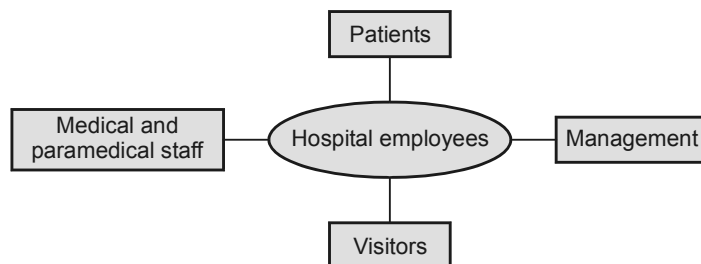 Patients
Medical and
paramedical staff
Hospital employees
Management
Visitors